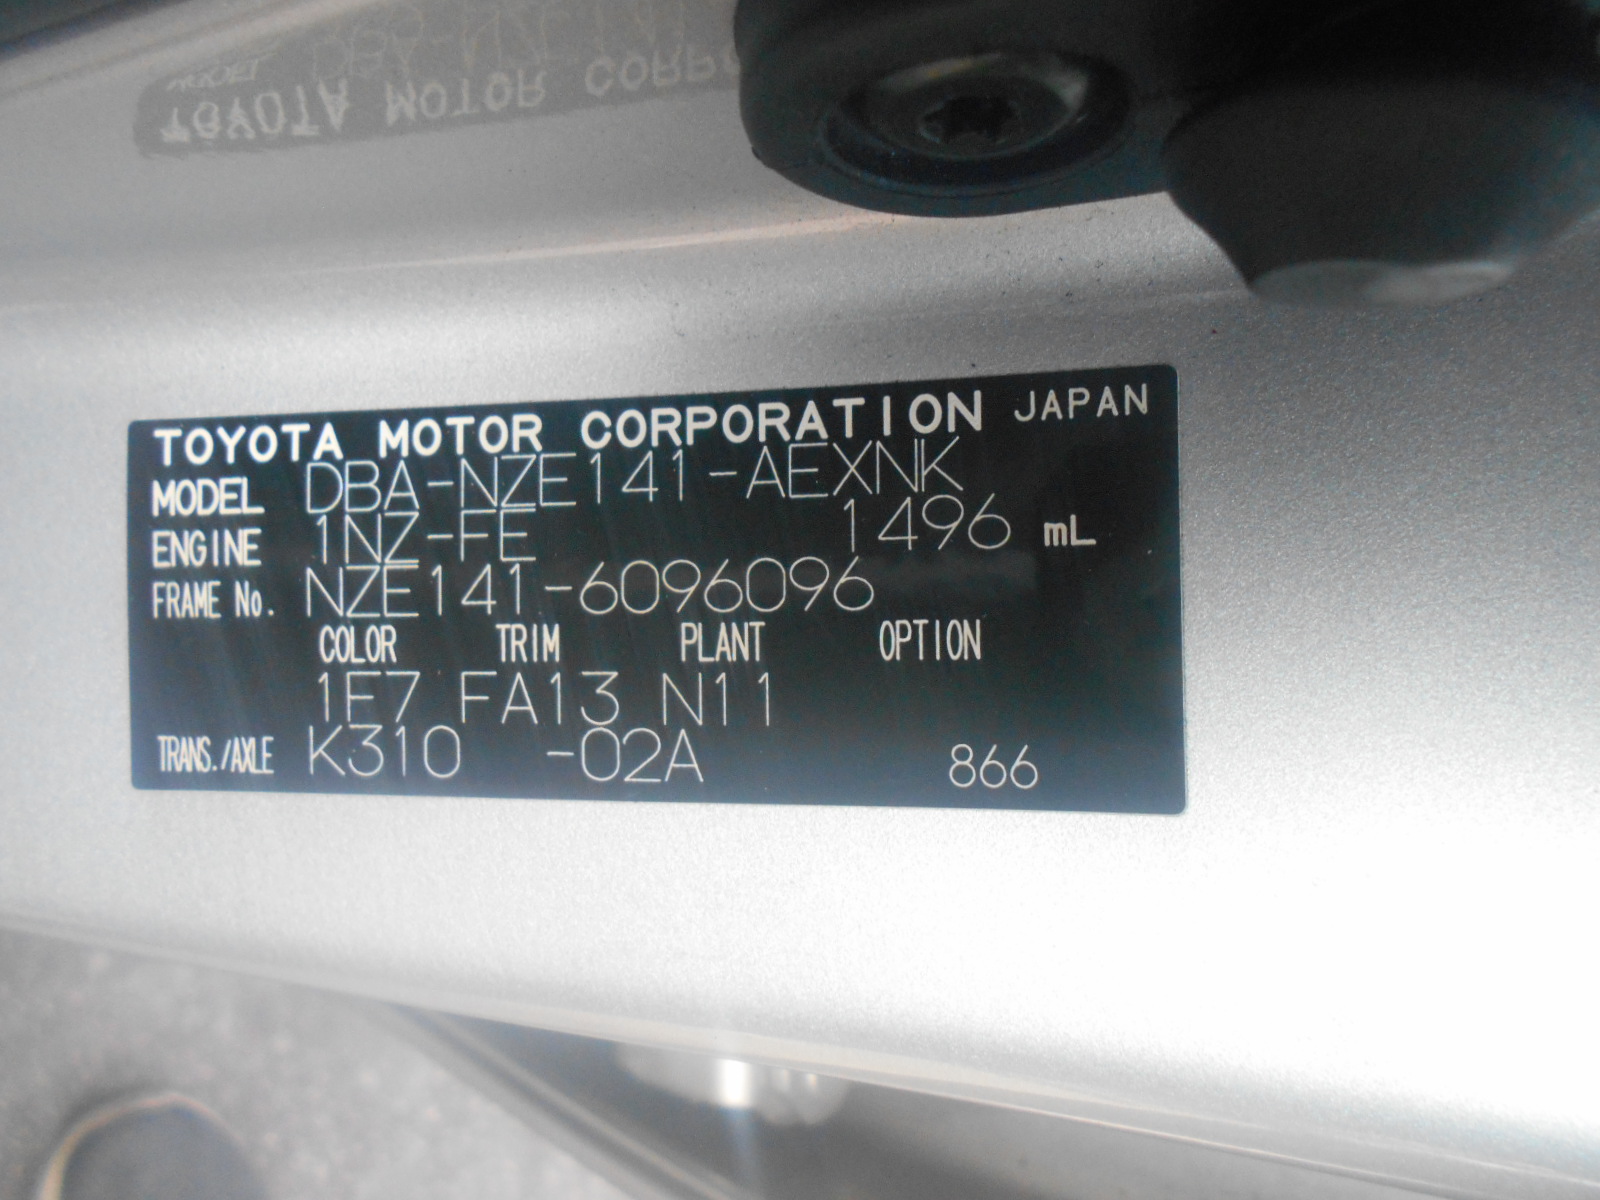 TOYOTA MOTOR CORPORATION JAPAN
MODEL DBA-NZE141-AEXNK
ENGINE 1NZ-FE 1496 mL
FRAME No. NZE141-6096096
COLOR TRIM PLANT OPTION
1F7 FA13 N11
TRANS./AXLE K310 -02A 866